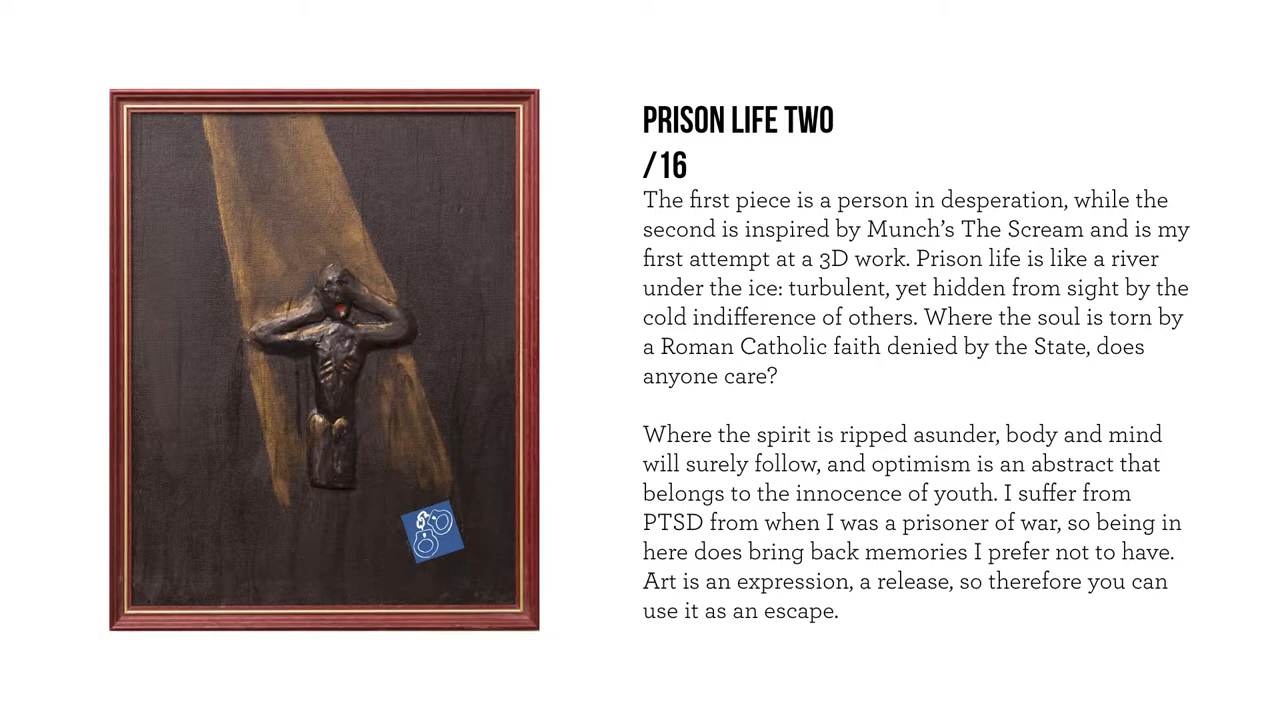 PRISON LIFE TWO
/16
The first piece is a person in desperation, while the
second is inspired by Munch’s The Scream and is my
first attempt at a 3D work. Prison life is like a river
under the ice: turbulent, yet hidden from sight by the
cold indifference of others. Where the soul is torn by
a Roman Catholic faith denied by the State, does
anyone care?
Where the spirit is ripped asunder, body and mind
will surely follow, and optimism is an abstract that
belongs to the innocence of youth. I suffer from
PTSD from when I was a prisoner of war, so being in
here does bring back memories I prefer not to have.
Art is an expression, a release, so therefore you can
use it as an escape.